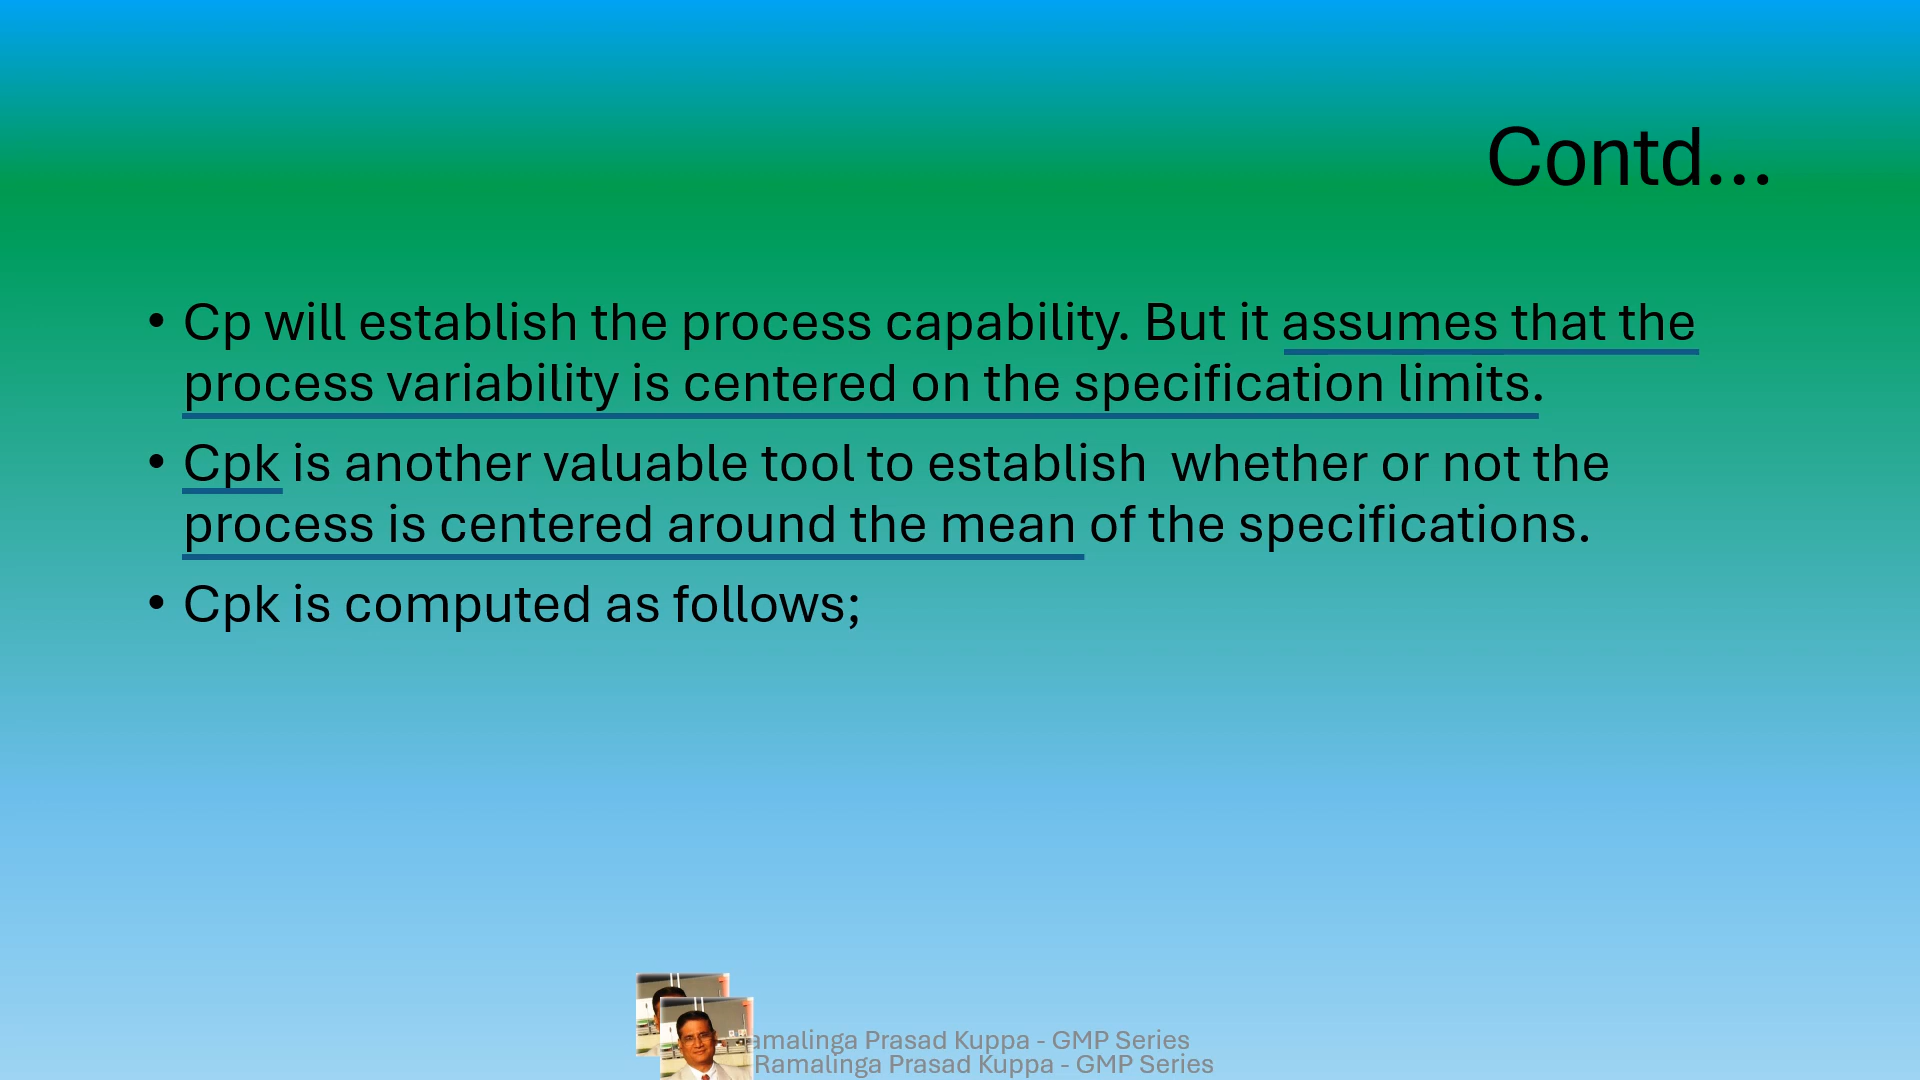 Contd...
• Cp will establish the process capability. But it assumes that the
process variability is centered on the specification limits.
• Cpk is another valuable tool to establish  whether or not the
process is centered around the mean of the specifications.
• Cpk is computed as follows;
Prasad Kuppa - GMP Series
Ramalinga Prasad Kuppa - GMP Series